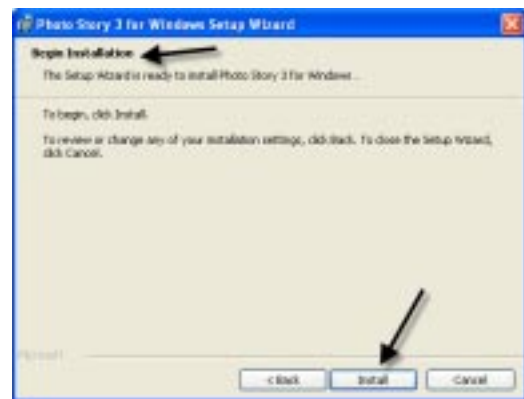 Photo Story 3 for Windows Setup Wizard
Begin Installation
The Setup Wizard is ready to install Photo Story 3 for Windows .
To begin, click Install.
To review or change any of your installation settings, click Back. To close the Setup Wizard,
click Cancel.
Microsoft
< Back
Install
Cancel